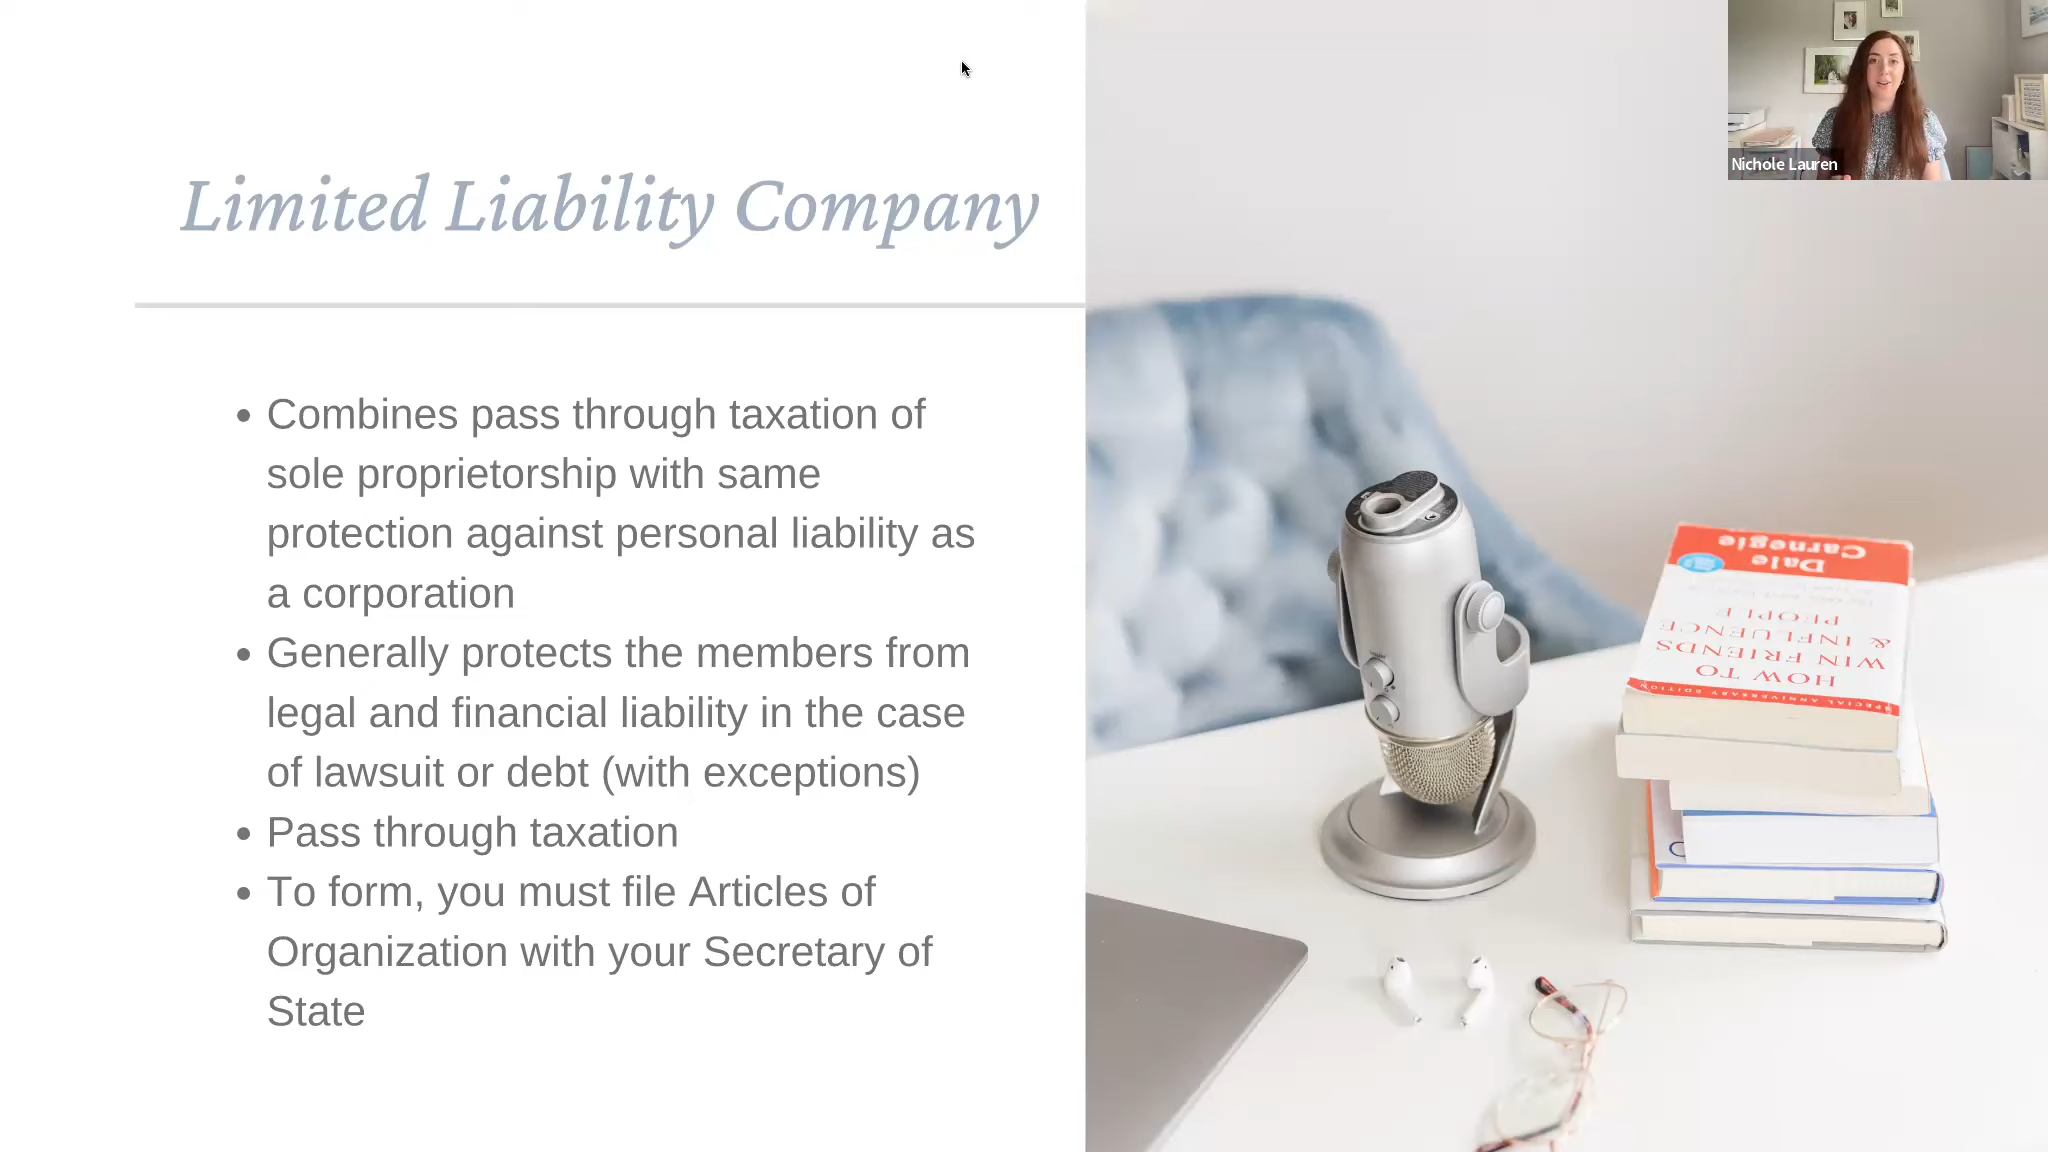 Limited Liability Company
Nichole Lauren
• Combines pass through taxation of
sole proprietorship with same
protection against personal liability as
a corporation
• Generally protects the members from
legal and financial liability in the case
of lawsuit or debt (with exceptions)
• Pass through taxation
• To form, you must file Articles of
Organization with your Secretary of
State
Dale
Carnegie
HOW TO
WIN FRIENDS
& INFLUENCE
PEOPLE
SPECIAL ANNIVERSARY EDITION